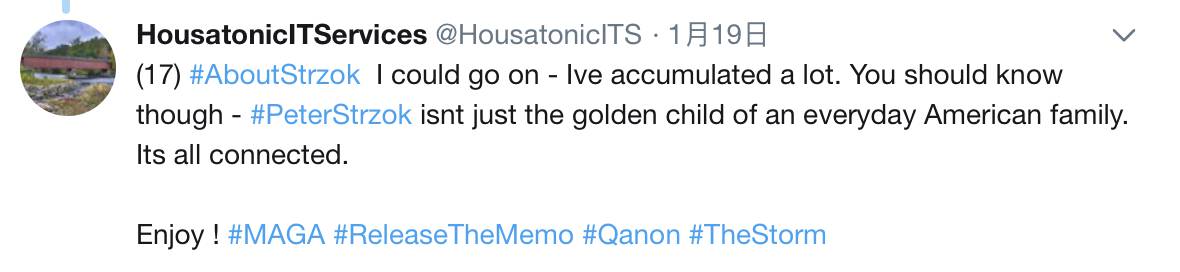 HousatonicITServices @HousatonicITS · 1月19日
(17) #AboutStrzok I could go on - Ive accumulated a lot. You should know
though - #PeterStrzok isnt just the golden child of an everyday American family.
Its all connected.
Enjoy ! #MAGA #ReleaseTheMemo #Qanon #TheStorm